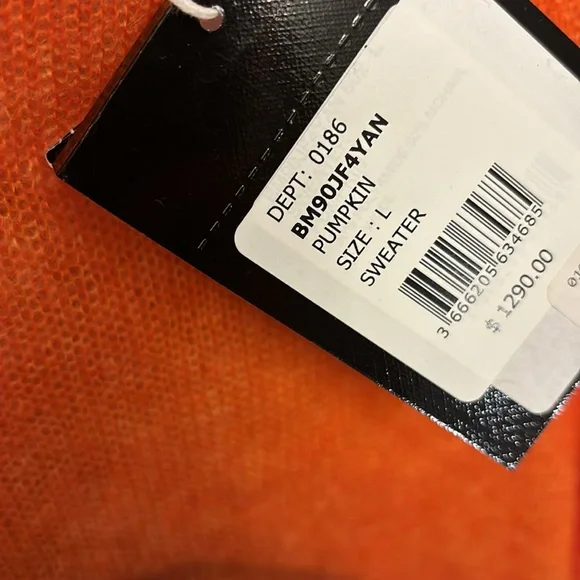 DEPT: 0186
BM90JF4YAN
PUMPKIN
SIZE : L
SWEATER
3 666205 634685
$ 1290.00